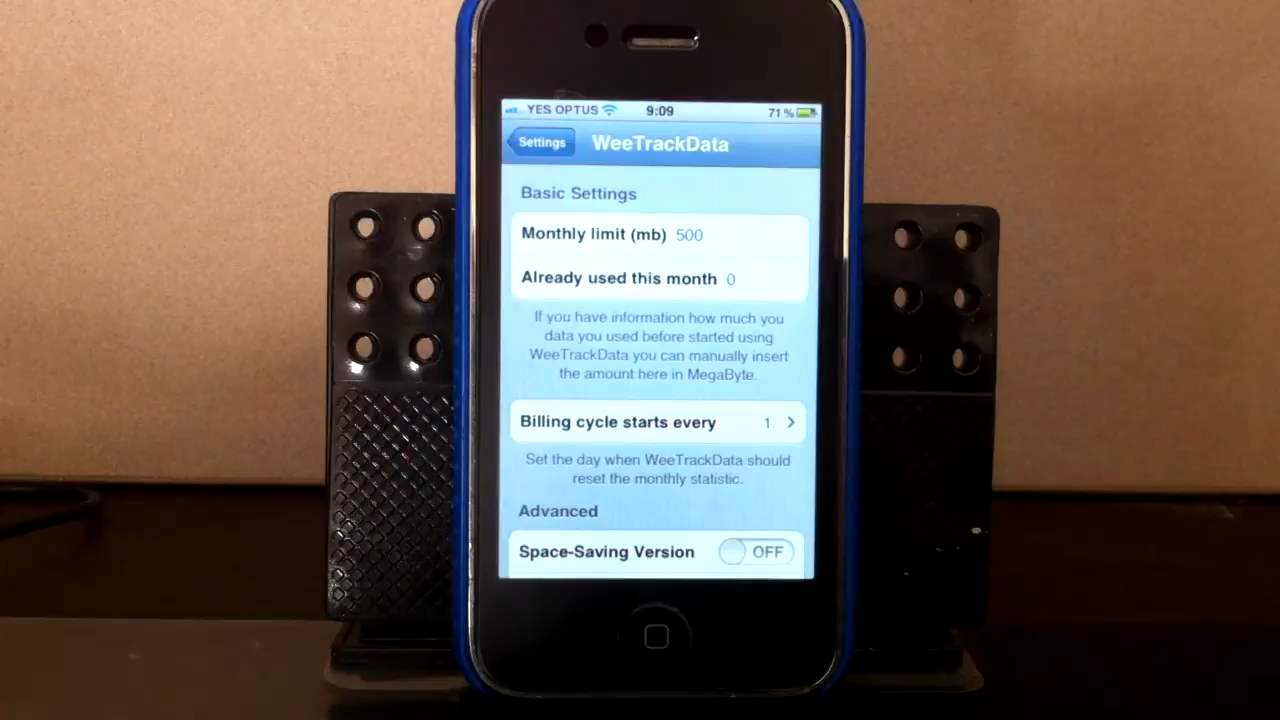 YES OPTUS 9:09 71 %
Settings WeeTrackData
Basic Settings
Monthly limit (mb) 500
Already used this month 0
If you have information how much you
data you used before started using
WeeTrackData you can manually insert
the amount here in MegaByte.
Billing cycle starts every 1.
Set the day when WeeTrackData should
reset the monthly statistic.
Advanced
Space-Saving Version OFF